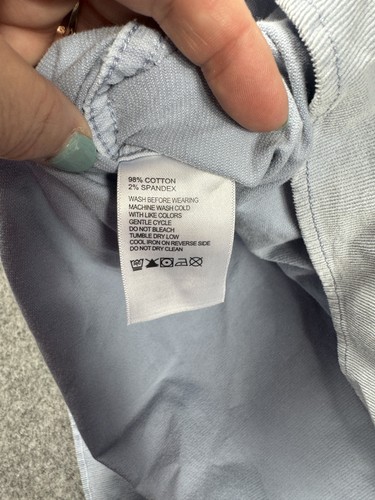 98% COTTON
2% SPANDEX
WASH BEFORE WEARING
MACHINE WASH COLD
WITH LIKE COLORS
GENTLE CYCLE
DO NOT BLEACH
TUMBLE DRY LOW
COOL IRON ON REVERSE SIDE
DO NOT DRY CLEAN